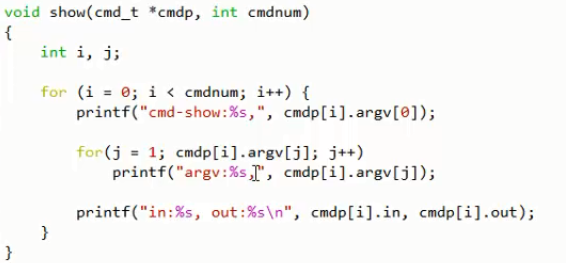 void show(cmd_t *cmdp, int cmdnum)
{
    int i, j;
    for (i = 0; i < cmdnum; i++) {
        printf("cmd-show:%s,", cmdp[i].argv[0]);
        for(j = 1; cmdp[i].argv[j]; j++)
            printf("argv:%s,", cmdp[i].argv[j]);
        printf("in:%s, out:%s\n", cmdp[i].in, cmdp[i].out);
    }
}